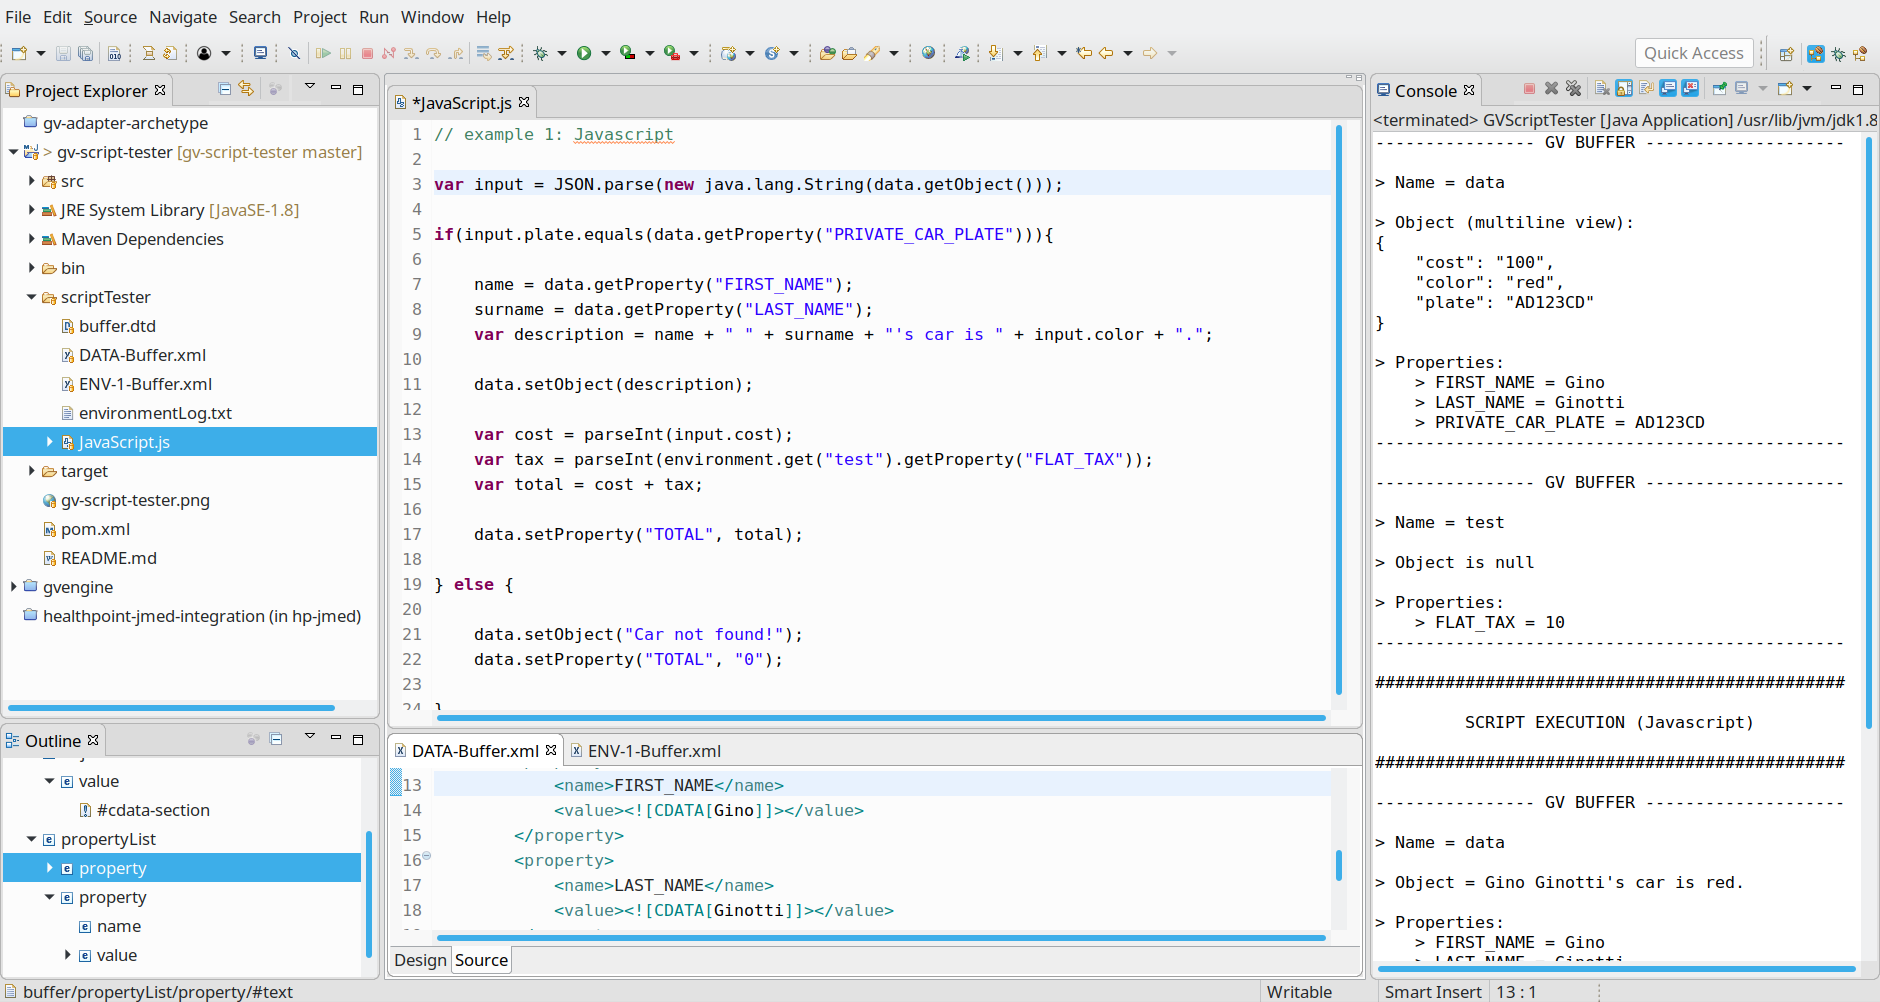 File Edit Source Navigate Search Project Run Window Help
Quick Access
Project Explorer
gv-adapter-archetype
> gv-script-tester [gv-script-tester master]
src
JRE System Library [JavaSE-1.8]
Maven Dependencies
bin
scriptTester
buffer.dtd
DATA-Buffer.xml
ENV-1-Buffer.xml
environmentLog.txt
JavaScript.js
target
gv-script-tester.png
pom.xml
README.md
gvengine
healthpoint-jmed-integration (in hp-jmed)
Outline
value
#cdata-section
propertyList
property
property
name
value
*JavaScript.js
1 // example 1: Javascript
2
3 var input = JSON.parse(new java.lang.String(data.getObject()));
4
5 if(input.plate.equals(data.getProperty("PRIVATE_CAR_PLATE"))){
6
7 name = data.getProperty("FIRST_NAME");
8 surname = data.getProperty("LAST_NAME");
9 var description = name + " " + surname + "'s car is " + input.color + ".";
10
11 data.setObject(description);
12
13 var cost = parseInt(input.cost);
14 var tax = parseInt(environment.get("test").getProperty("FLAT_TAX"));
15 var total = cost + tax;
16
17 data.setProperty("TOTAL", total);
18
19 } else {
20
21 data.setObject("Car not found!");
22 data.setProperty("TOTAL", "0");
23
24 }
DATA-Buffer.xml ENV-1-Buffer.xml
13 <name>FIRST_NAME</name>
14 <value><![CDATA[Gino]]></value>
15 </property>
16 <property>
17 <name>LAST_NAME</name>
18 <value><![CDATA[Ginotti]]></value>
Design Source
Console
<terminated> GVScriptTester [Java Application] /usr/lib/jvm/jdk1.8
---------------- GV BUFFER --------------------
> Name = data
> Object (multiline view):
{
"cost": "100",
"color": "red",
"plate": "AD123CD"
}
> Properties:
> FIRST_NAME = Gino
> LAST_NAME = Ginotti
> PRIVATE_CAR_PLATE = AD123CD
-----------------------------------------------
---------------- GV BUFFER --------------------
> Name = test
> Object is null
> Properties:
> FLAT_TAX = 10
-----------------------------------------------
###############################################
SCRIPT EXECUTION (Javascript)
###############################################
---------------- GV BUFFER --------------------
> Name = data
> Object = Gino Ginotti's car is red.
> Properties:
> FIRST_NAME = Gino
> LAST_NAME = Ginotti
buffer/propertyList/property/#text
Writable
Smart Insert
13 : 1